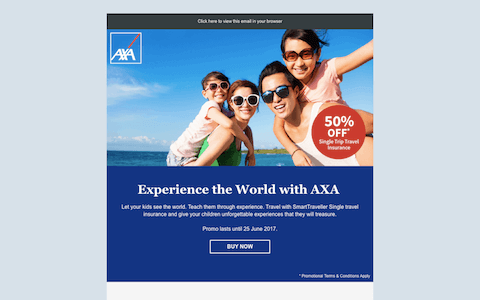 Click here to view this email in your browser
AXA
50%
OFF*
Single Trip Travel
Insurance
Experience the World with AXA
Let your kids see the world. Teach them through experience. Travel with SmartTraveller Single travel
insurance and give your children unforgettable experiences that they will treasure.
Promo lasts until 25 June 2017.
BUY NOW
* Promotional Terms & Conditions Apply